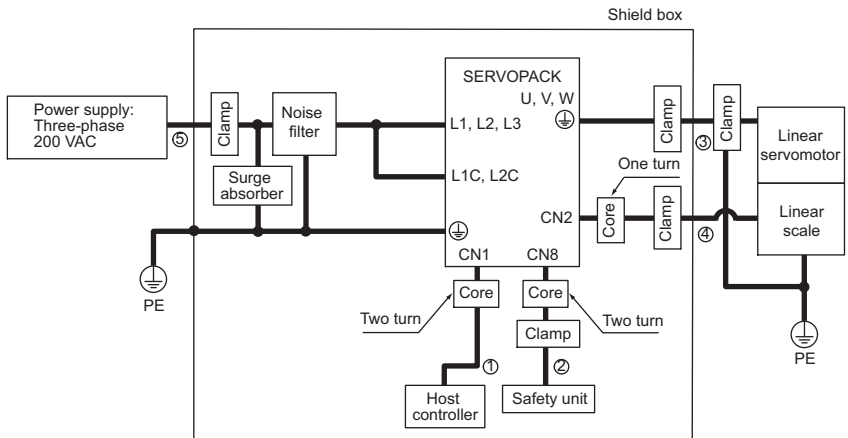 Shield box
Power supply:
Three-phase
200 VAC
⑤
Clamp
Noise
filter
Surge
absorber
SERVOPACK
U, V, W
L1, L2, L3
L1C, L2C
CN2
CN1
CN8
Clamp
③
Clamp
Linear
servomotor
One turn
Core
Clamp
④
Linear
scale
PE
Core
Two turn
Core
Two turn
Clamp
①
②
Host
controller
Safety unit
PE